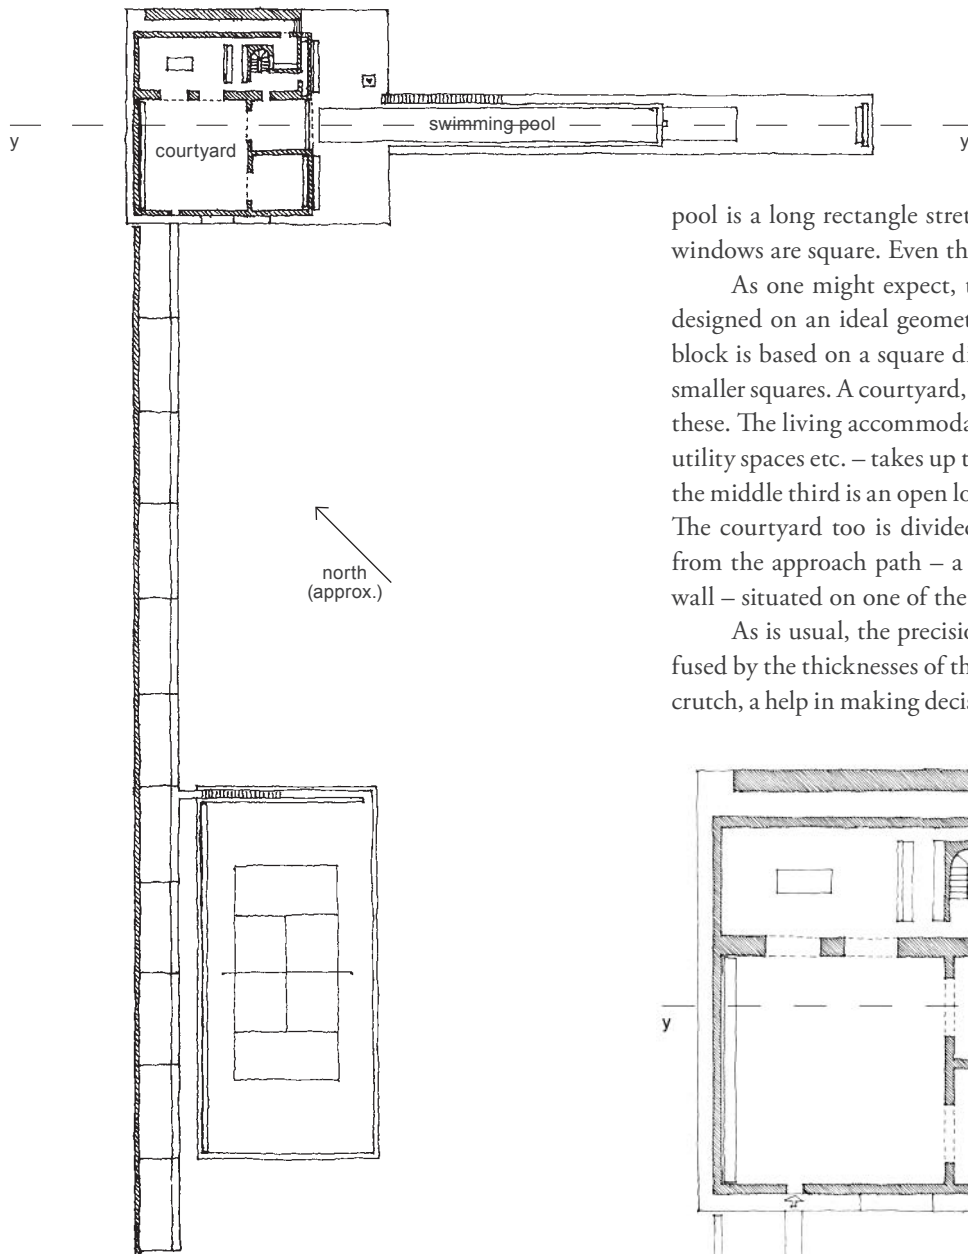 y
swimming pool
y
courtyard
north
(approx.)
pool is a long rectangle stret
windows are square. Even th
As one might expect, t
designed on an ideal geomet
block is based on a square di
smaller squares. A courtyard,
these. The living accommoda
utility spaces etc. – takes up t
the middle third is an open lo
The courtyard too is divided
from the approach path – a
wall – situated on one of the
As is usual, the precisio
fused by the thicknesses of th
crutch, a help in making decis
y